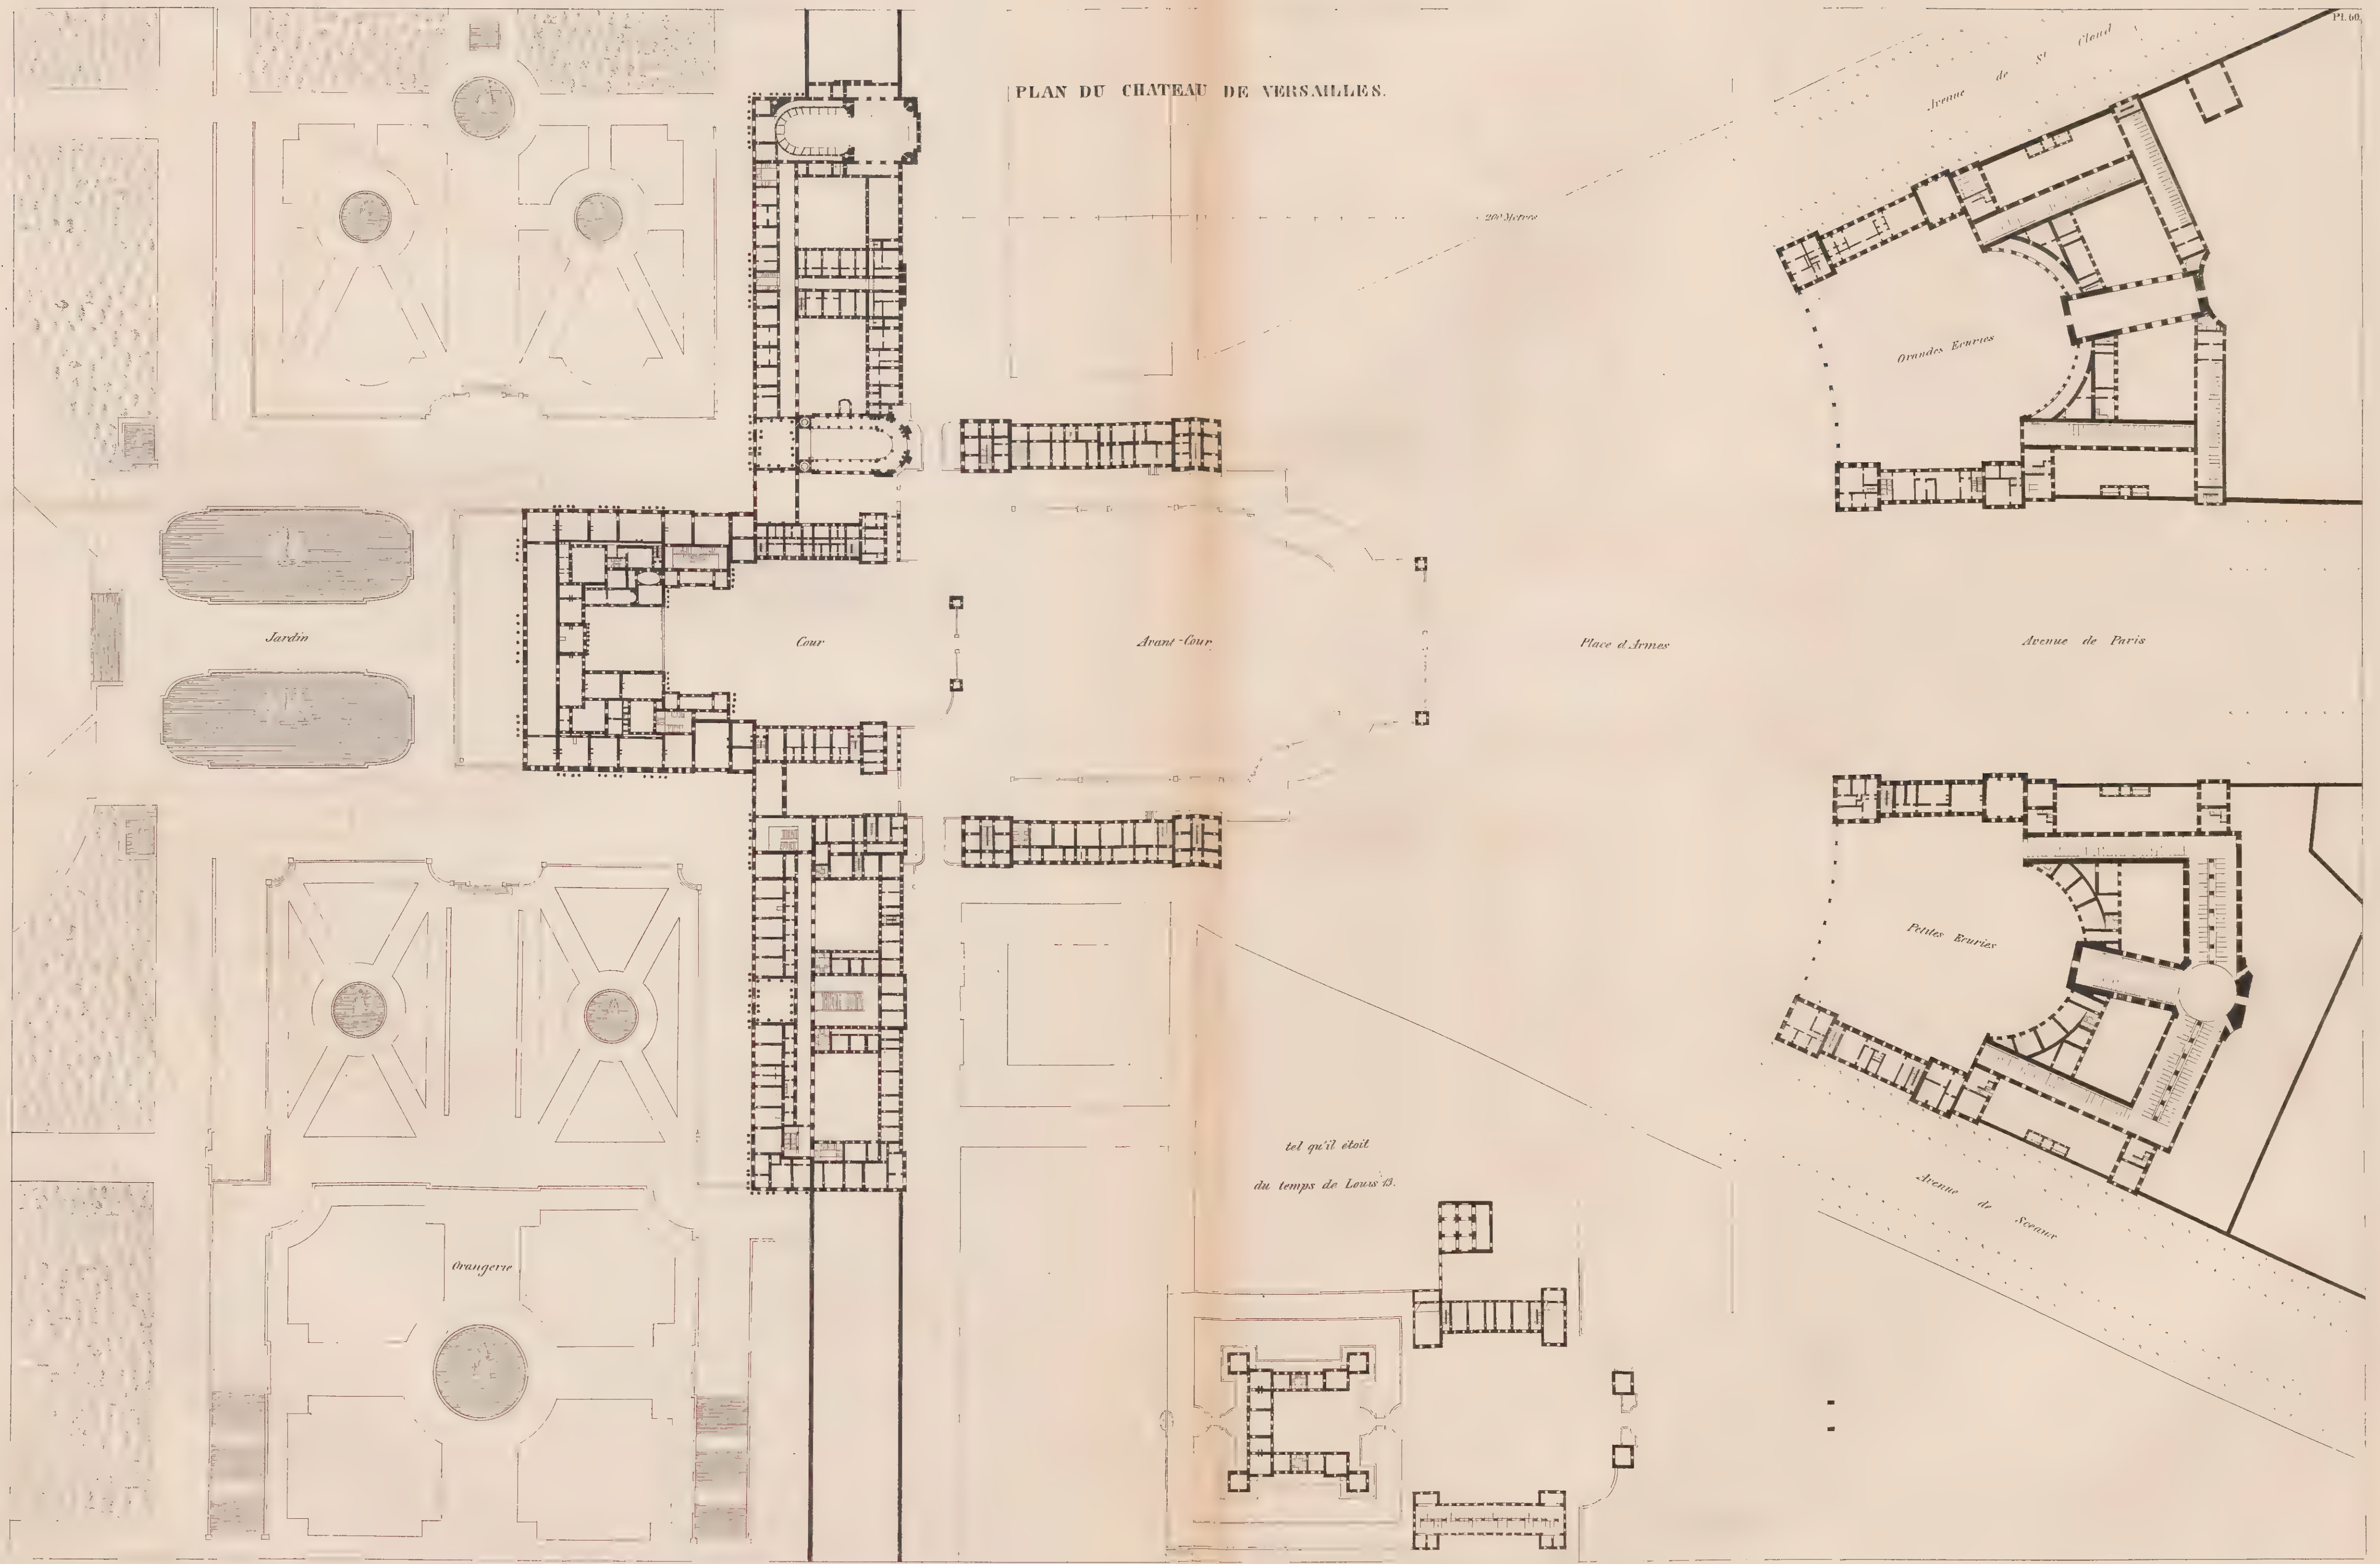 Pl. 60.
PLAN DU CHATEAU DE VERSAILLES.
Avenue de St Cloud
200 Metres
Grandes Ecuries
Jardin
Cour
Avant-Cour
Place d'Armes
Avenue de Paris
Petites Ecuries
tel qu'il étoit
du temps de Louis 13.
Avenue de Sceaux
Orangerie